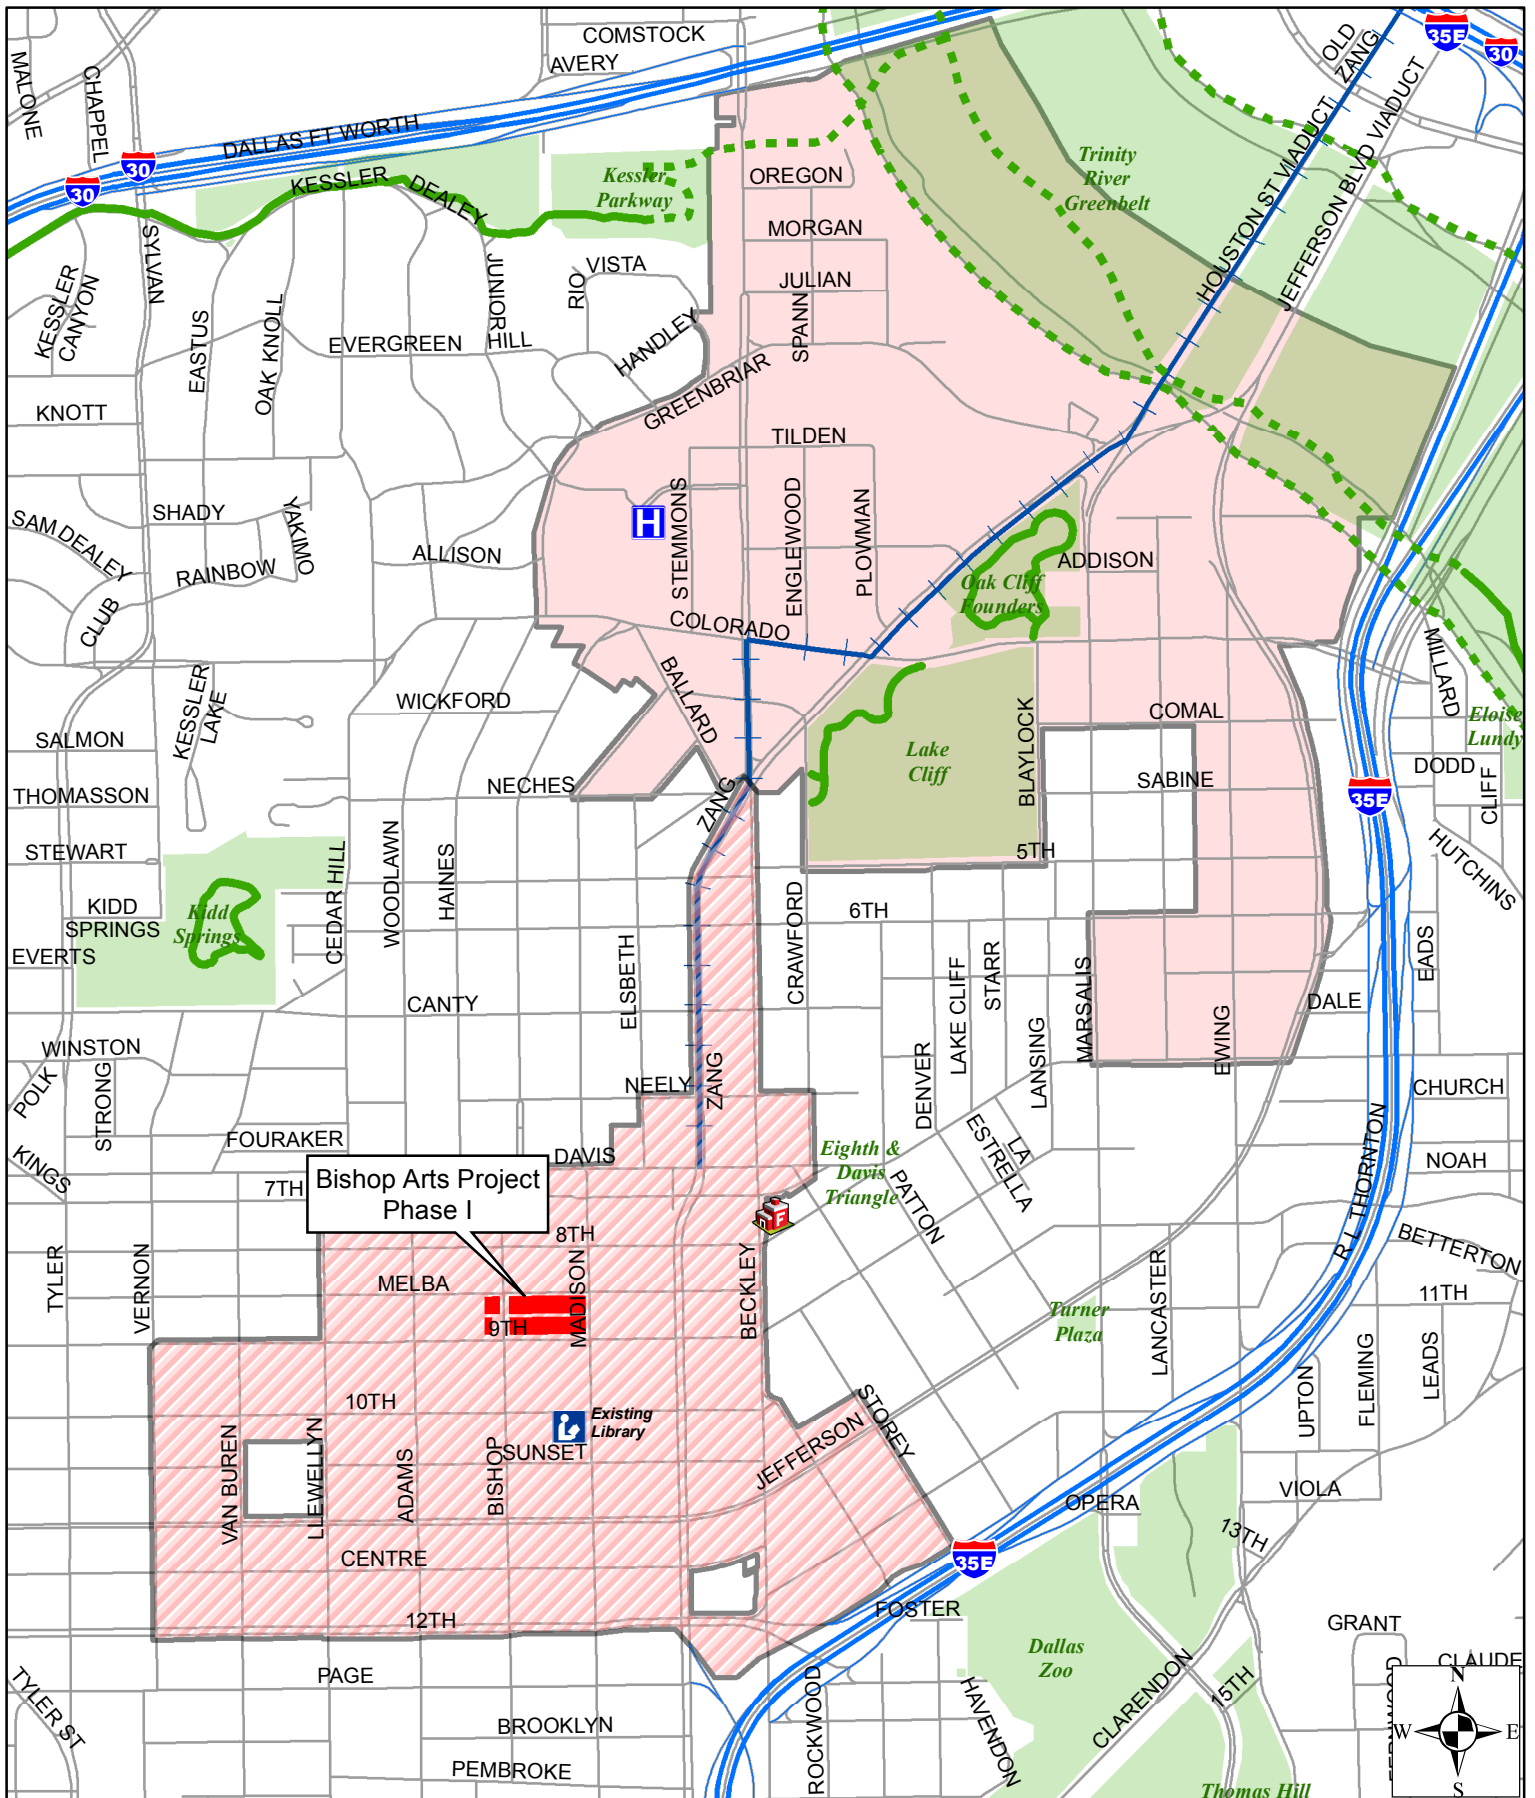 COMSTOCK
AVERY
OLD
ZANG
35E
30
MALONE
CHAPPEL
DALLAS FT WORTH
30
30
KESSLER
DEALEY
Kessler
Parkway
OREGON
Trinity
River
Greenbelt
HOUSTON ST VIADUCT
JEFFERSON BLVD VIADUCT
MORGAN
SYLVAN
JUNIOR
HILL
RIO
VISTA
JULIAN
SPANN
KESSLER
CANYON
EASTUS
OAK KNOLL
EVERGREEN
HANDLEY
GREENBRIAR
KNOTT
TILDEN
H
STEMMONS
ENGLEWOOD
PLOWMAN
SHADY
YAKIMO
SAM DEALEY
RAINBOW
ALLISON
CLUB
ADDISON
Oak Cliff
Founders
COLORADO
MILLARD
BALLARD
KESSLER
LAKE
WICKFORD
BLAYLOCK
COMAL
Eloise
Lundy
SALMON
Lake
Cliff
DODD
CLIFF
NECHES
SABINE
35E
THOMASSON
ZANG
STEWART
5TH
HUTCHINS
CEDAR HILL
WOODLAWN
HAINES
KIDD
SPRINGS
Kidd
Springs
CRAWFORD
6TH
EVERTS
ELSBETH
LAKE CLIFF
STARR
MARSALIS
EADS
CANTY
DALE
DENVER
LANSING
EWING
WINSTON
POLK
STRONG
NEELY
ZANG
CHURCH
FOURAKER
DAVIS
LA
ESTRELLA
Eighth &
Davis
Triangle
R L THORNTON
KINGS
7TH
NOAH
Bishop Arts Project
Phase I
PATTON
8TH
F
D
BETTERTON
TYLER
VERNON
MELBA
MADISON
BECKLEY
9TH
Turner
Plaza
LANCASTER
11TH
UPTON
FLEMING
LEADS
10TH
Existing
Library
STOREY
VAN BUREN
LLEWELLYN
ADAMS
BISHOP
SUNSET
JEFFERSON
OPERA
VIOLA
13TH
CENTRE
35E
12TH
FOSTER
GRANT
Dallas
Zoo
CLAUDE
PAGE
TYLER ST
ROCKWOOD
HAVENDON
CLARENDON
15TH
BROOKLYN
PEMBROKE
Thomas Hill
N
W
E
S